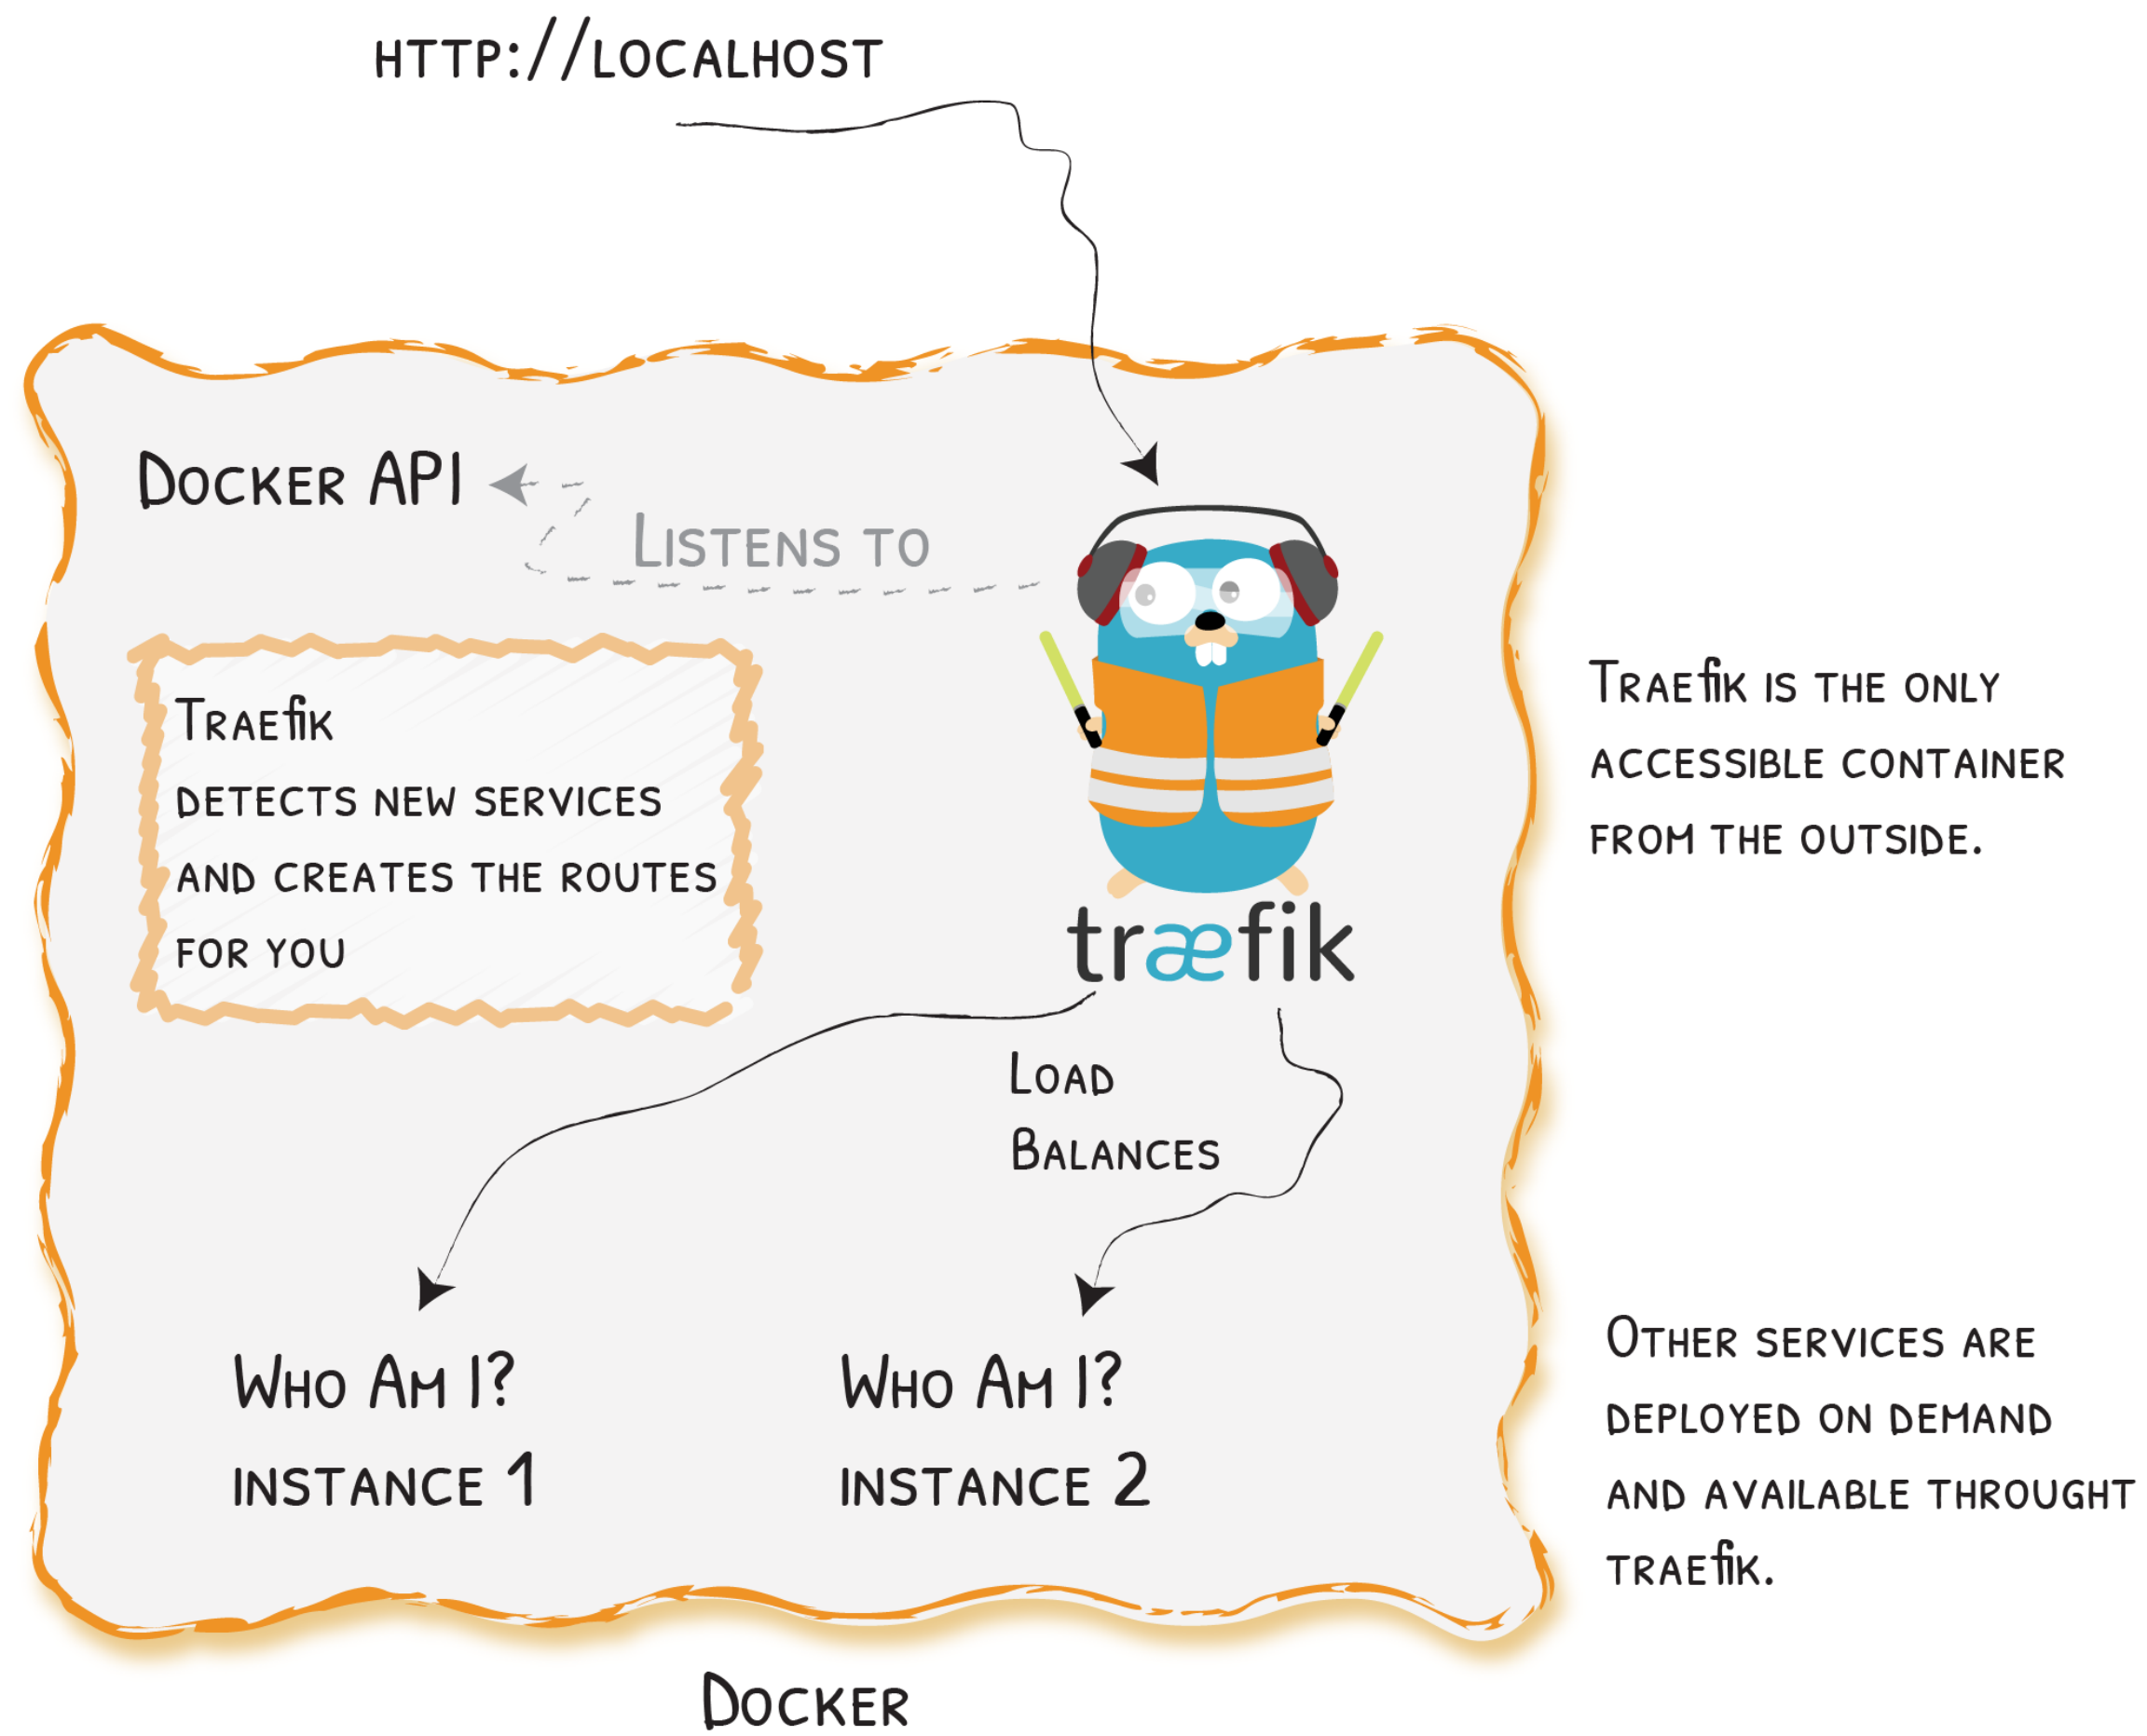 HTTP://LOCALHOST
DOCKER API
LISTENS TO
TRAEfiK
DETECTS NEW SERVICES
AND CREATES THE ROUTES
FOR YOU
træfik
TRAEfiK IS THE ONLY
ACCESSIBLE CONTAINER
FROM THE OUTSIDE.
LOAD
BALANCES
WHO AM I?
INSTANCE 1
WHO AM I?
INSTANCE 2
OTHER SERVICES ARE
DEPLOYED ON DEMAND
AND AVAILABLE THROUGHT
TRAEfiK.
DOCKER